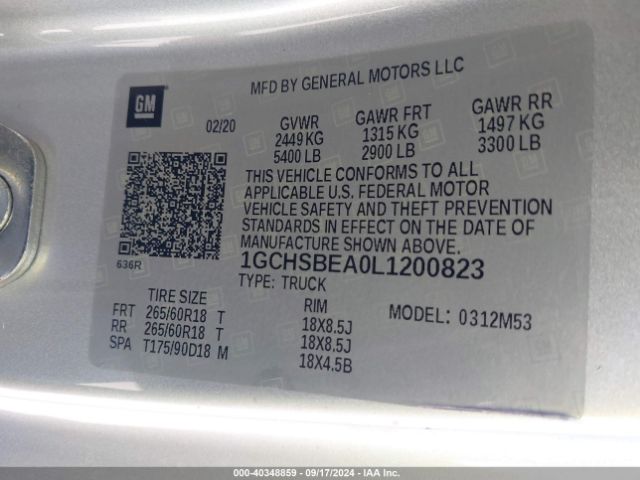 GM
MFD BY GENERAL MOTORS LLC
02/20
GVWR GAWR FRT GAWR RR
2449 KG 1315 KG 1497 KG
5400 LB 2900 LB 3300 LB
THIS VEHICLE CONFORMS TO ALL
APPLICABLE U.S. FEDERAL MOTOR
VEHICLE SAFETY AND THEFT PREVENTION
STANDARDS IN EFFECT ON THE DATE OF
MANUFACTURE SHOWN ABOVE.
636R
1GCHSBEA0L1200823
TYPE: TRUCK
TIRE SIZE RIM MODEL: 0312M53
FRT 265/60R18 T 18X8.5J
RR 265/60R18 T 18X8.5J
SPA T175/90D18 M 18X4.5B
© - 40348859 - 09/17/2024 - IAA Inc.